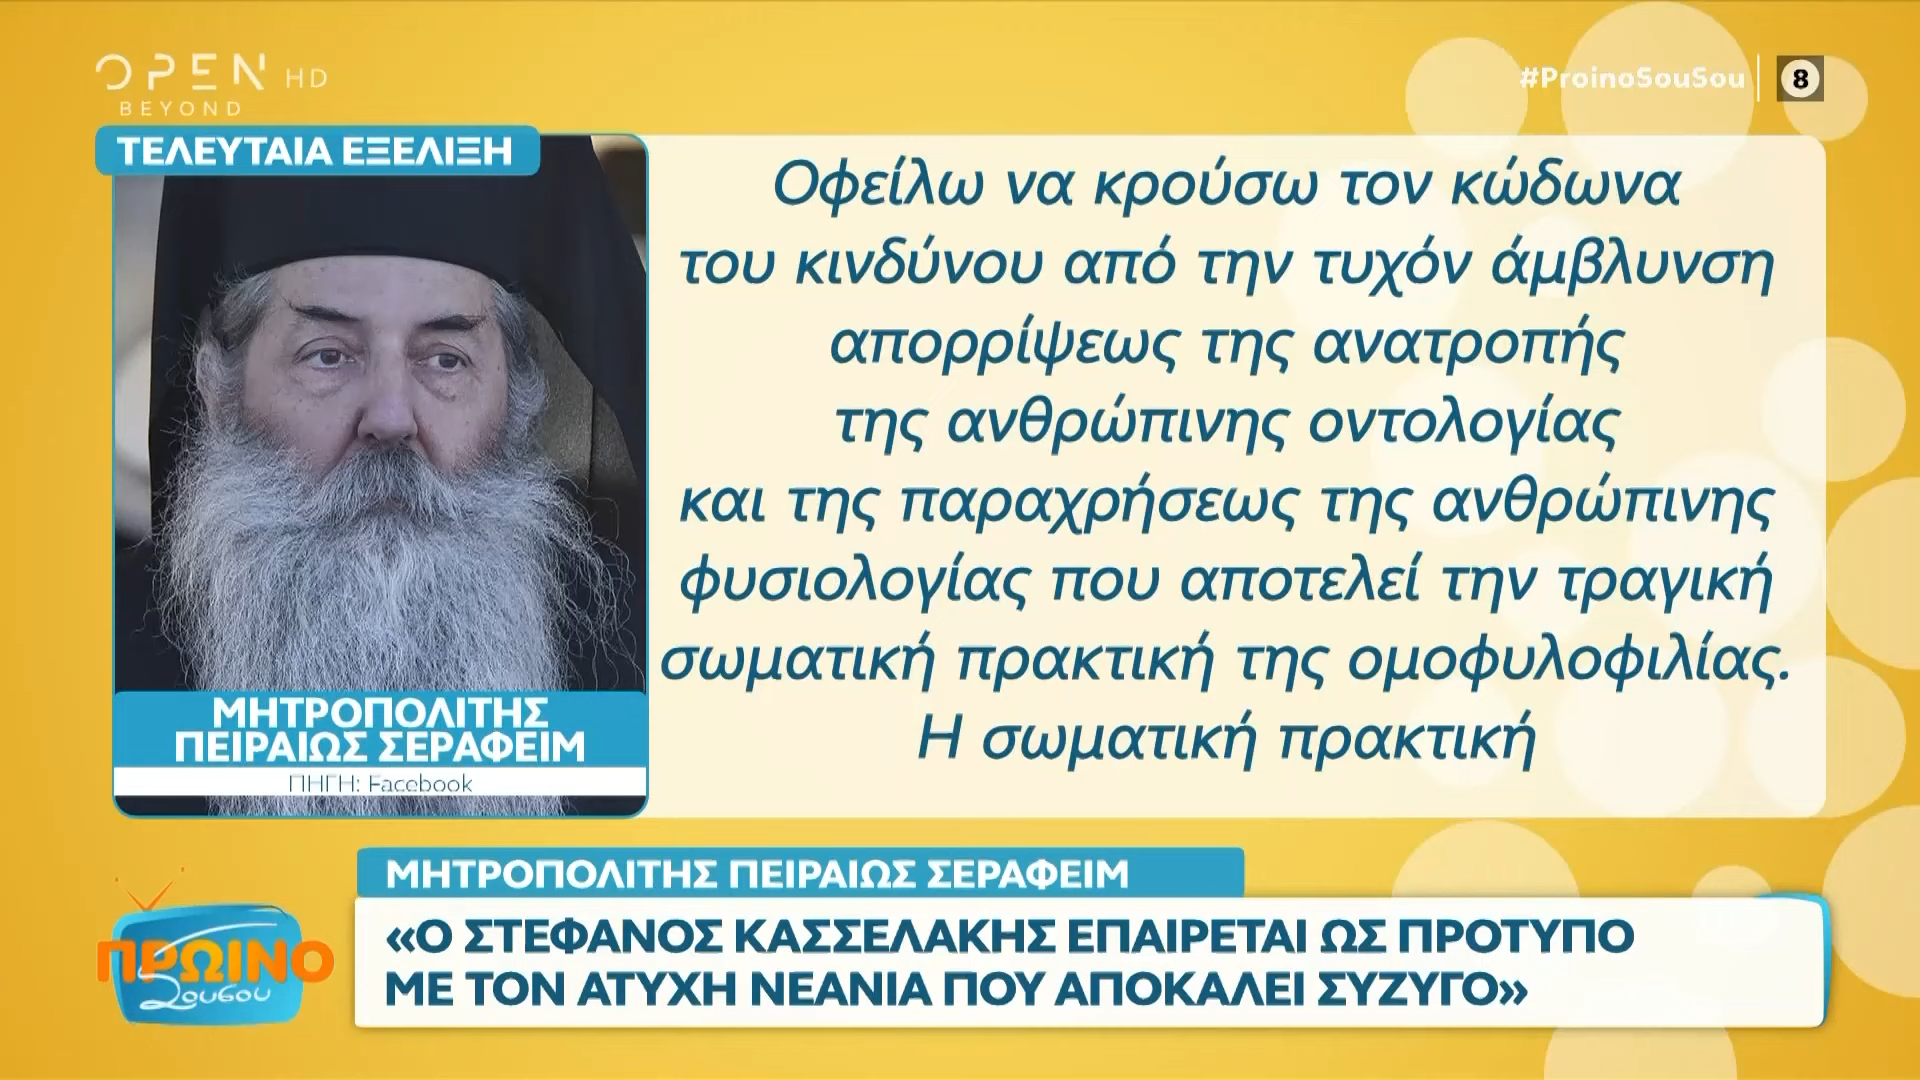 OPEN HD
BEYOND
#ProinoSouSou
8
ΤΕΛΕΥΤΑΙΑ ΕΞΕΛΙΞΗ
Οφείλω να κρούσω τον κώδωνα
του κινδύνου από την τυχόν άμβλυνση
απορρίψεως της ανατροπής
της ανθρώπινης οντολογίας
και της παραχρήσεως της ανθρώπινης
φυσιολογίας που αποτελεί την τραγική
σωματική πρακτική της ομοφυλοφιλίας.
Η σωματική πρακτική
ΜΗΤΡΟΠΟΛΙΤΗΣ
ΠΕΙΡΑΙΩΣ ΣΕΡΑΦΕΙΜ
ΠΗΓΗ: Facebook
ΜΗΤΡΟΠΟΛΙΤΗΣ ΠΕΙΡΑΙΩΣ ΣΕΡΑΦΕΙΜ
«Ο ΣΤΕΦΑΝΟΣ ΚΑΣΣΕΛΑΚΗΣ ΕΠΑΙΡΕΤΑΙ ΩΣ ΠΡΟΤΥΠΟ
ΜΕ ΤΟΝ ΑΤΥΧΗ ΝΕΑΝΙΑ ΠΟΥ ΑΠΟΚΑΛΕΙ ΣΥΖΥΓΟ»
ΠΡΩΙΝΟ
Σουσου